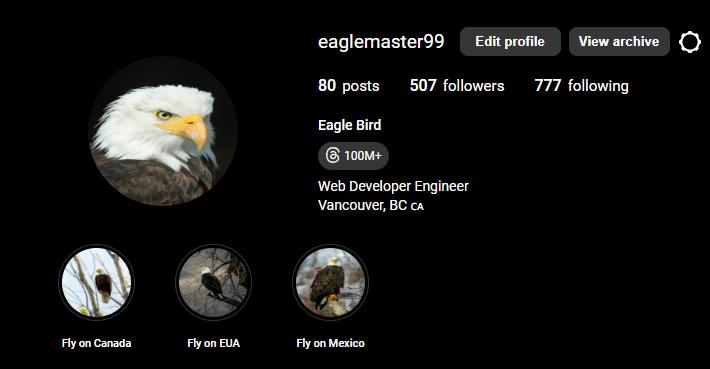 eaglemaster99 Edit profile View archive
80 posts 507 followers 777 following
Eagle Bird
100M+
Web Developer Engineer
Vancouver, BC CA
Fly on Canada Fly on EUA Fly on Mexico